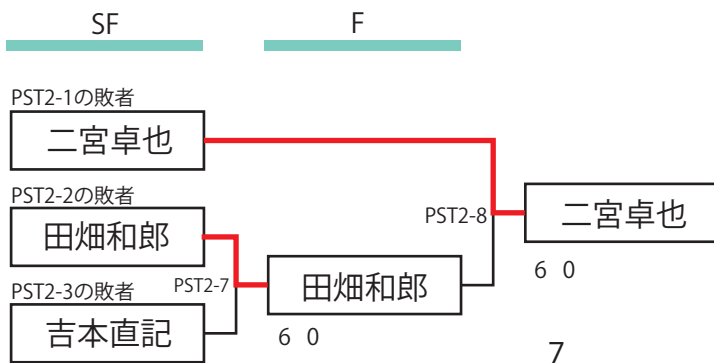 SF
F
PST2-1の敗者
二宮卓也
PST2-2の敗者
田畑和郎
PST2-8
二宮卓也
6 0
PST2-3の敗者
PST2-7
田畑和郎
吉本直記
6 0
7